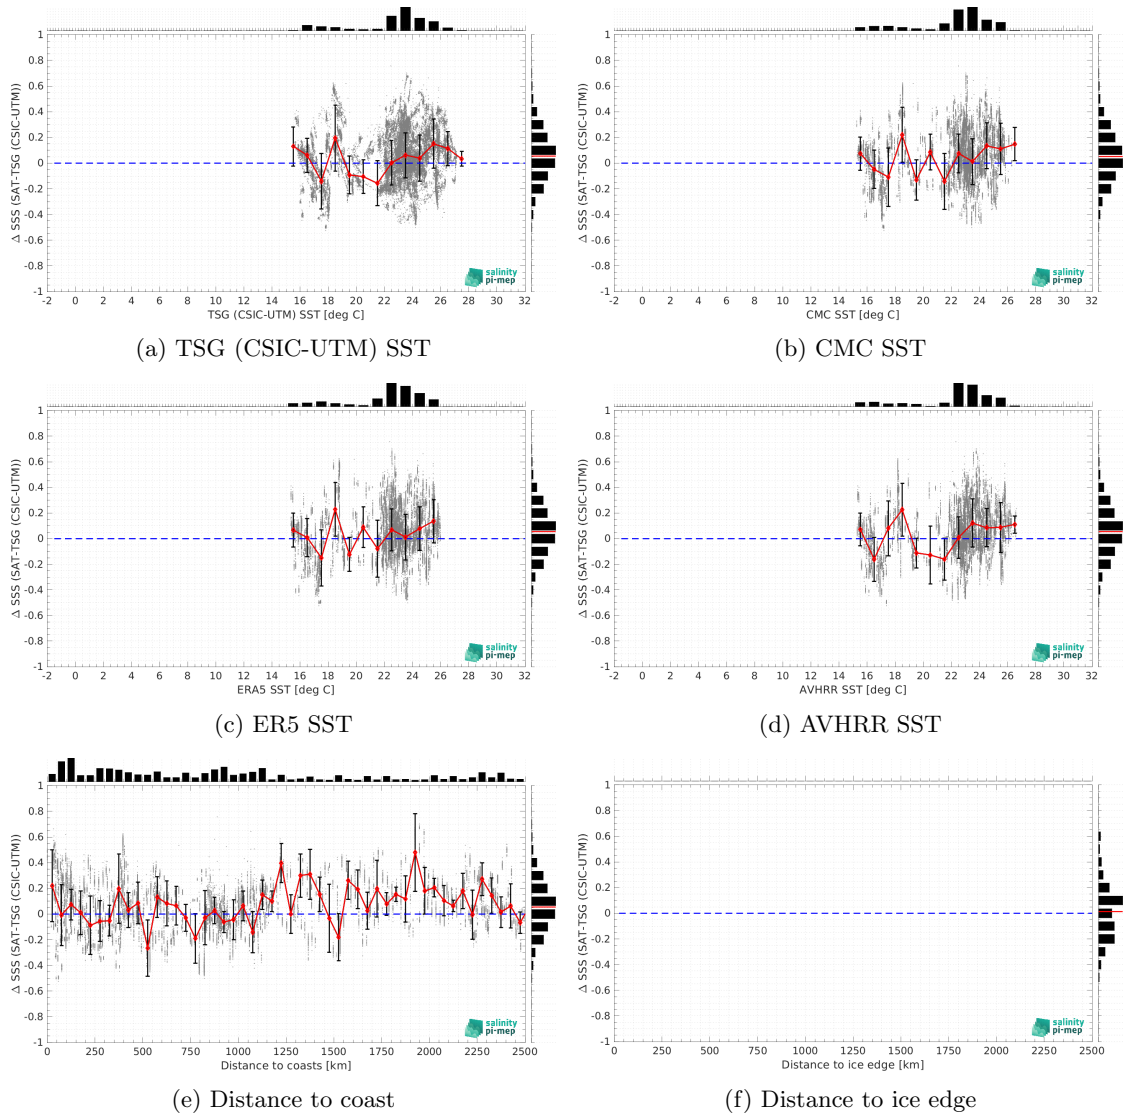 1
0.8
0.6
0.4
0.2
0
-0.2
-0.4
-0.6
-0.8
-1
Δ SSS (SAT-TSG (CSIC-UTM))
-2 0 2 4 6 8 10 12 14 16 18 20 22 24 26 28 30 32
TSG (CSIC-UTM) SST [deg C]
salinity
pi-mep
(a) TSG (CSIC-UTM) SST
1
0.8
0.6
0.4
0.2
0
-0.2
-0.4
-0.6
-0.8
-1
Δ SSS (SAT-TSG (CSIC-UTM))
-2 0 2 4 6 8 10 12 14 16 18 20 22 24 26 28 30 32
CMC SST [deg C]
salinity
pi-mep
(b) CMC SST
1
0.8
0.6
0.4
0.2
0
-0.2
-0.4
-0.6
-0.8
-1
Δ SSS (SAT-TSG (CSIC-UTM))
-2 0 2 4 6 8 10 12 14 16 18 20 22 24 26 28 30 32
ERA5 SST [deg C]
salinity
pi-mep
(c) ER5 SST
1
0.8
0.6
0.4
0.2
0
-0.2
-0.4
-0.6
-0.8
-1
Δ SSS (SAT-TSG (CSIC-UTM))
-2 0 2 4 6 8 10 12 14 16 18 20 22 24 26 28 30 32
AVHRR SST [deg C]
salinity
pi-mep
(d) AVHRR SST
1
0.8
0.6
0.4
0.2
0
-0.2
-0.4
-0.6
-0.8
-1
Δ SSS (SAT-TSG (CSIC-UTM))
0 250 500 750 1000 1250 1500 1750 2000 2250 2500
Distance to coasts [km]
salinity
pi-mep
(e) Distance to coast
1
0.8
0.6
0.4
0.2
0
-0.2
-0.4
-0.6
-0.8
-1
Δ SSS (SAT-TSG (CSIC-UTM))
0 250 500 750 1000 1250 1500 1750 2000 2250 2500
Distance to ice edge [km]
salinity
pi-mep
(f) Distance to ice edge